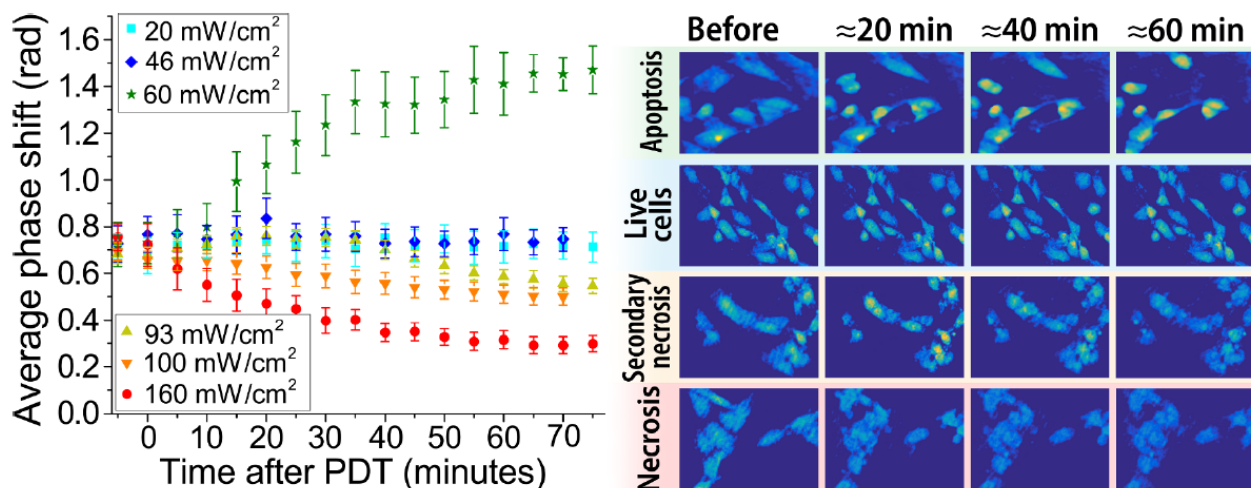 Average phase shift (rad)
1.6
1.4
1.2
1.0
0.8
0.6
0.4
0.2
0.0
20 mW/cm²
46 mW/cm²
60 mW/cm²
93 mW/cm²
100 mW/cm²
160 mW/cm²
0 10 20 30 40 50 60 70
Time after PDT (minutes)
Before ≈20 min ≈40 min ≈60 min
Apoptosis
Live
cells
Secondary
necrosis
Necrosis